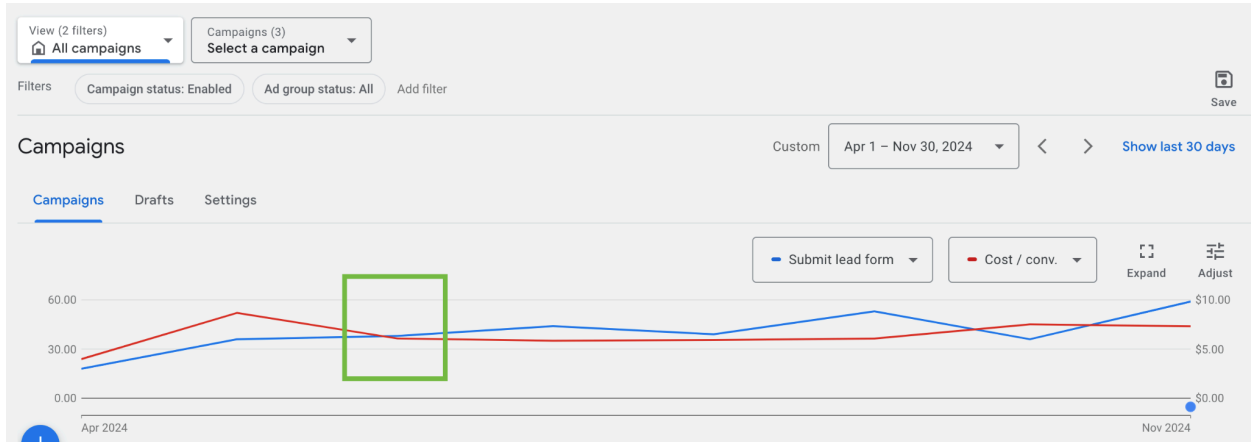 View (2 filters)
All campaigns
Campaigns (3)
Select a campaign
Filters
Campaign status: Enabled
Ad group status: All
Add filter
Save
Campaigns
Custom
Apr 1 – Nov 30, 2024
Show last 30 days
Campaigns
Drafts
Settings
Submit lead form
Cost / conv.
Expand
Adjust
60.00
$10.00
30.00
$5.00
0.00
$0.00
Apr 2024
Nov 2024